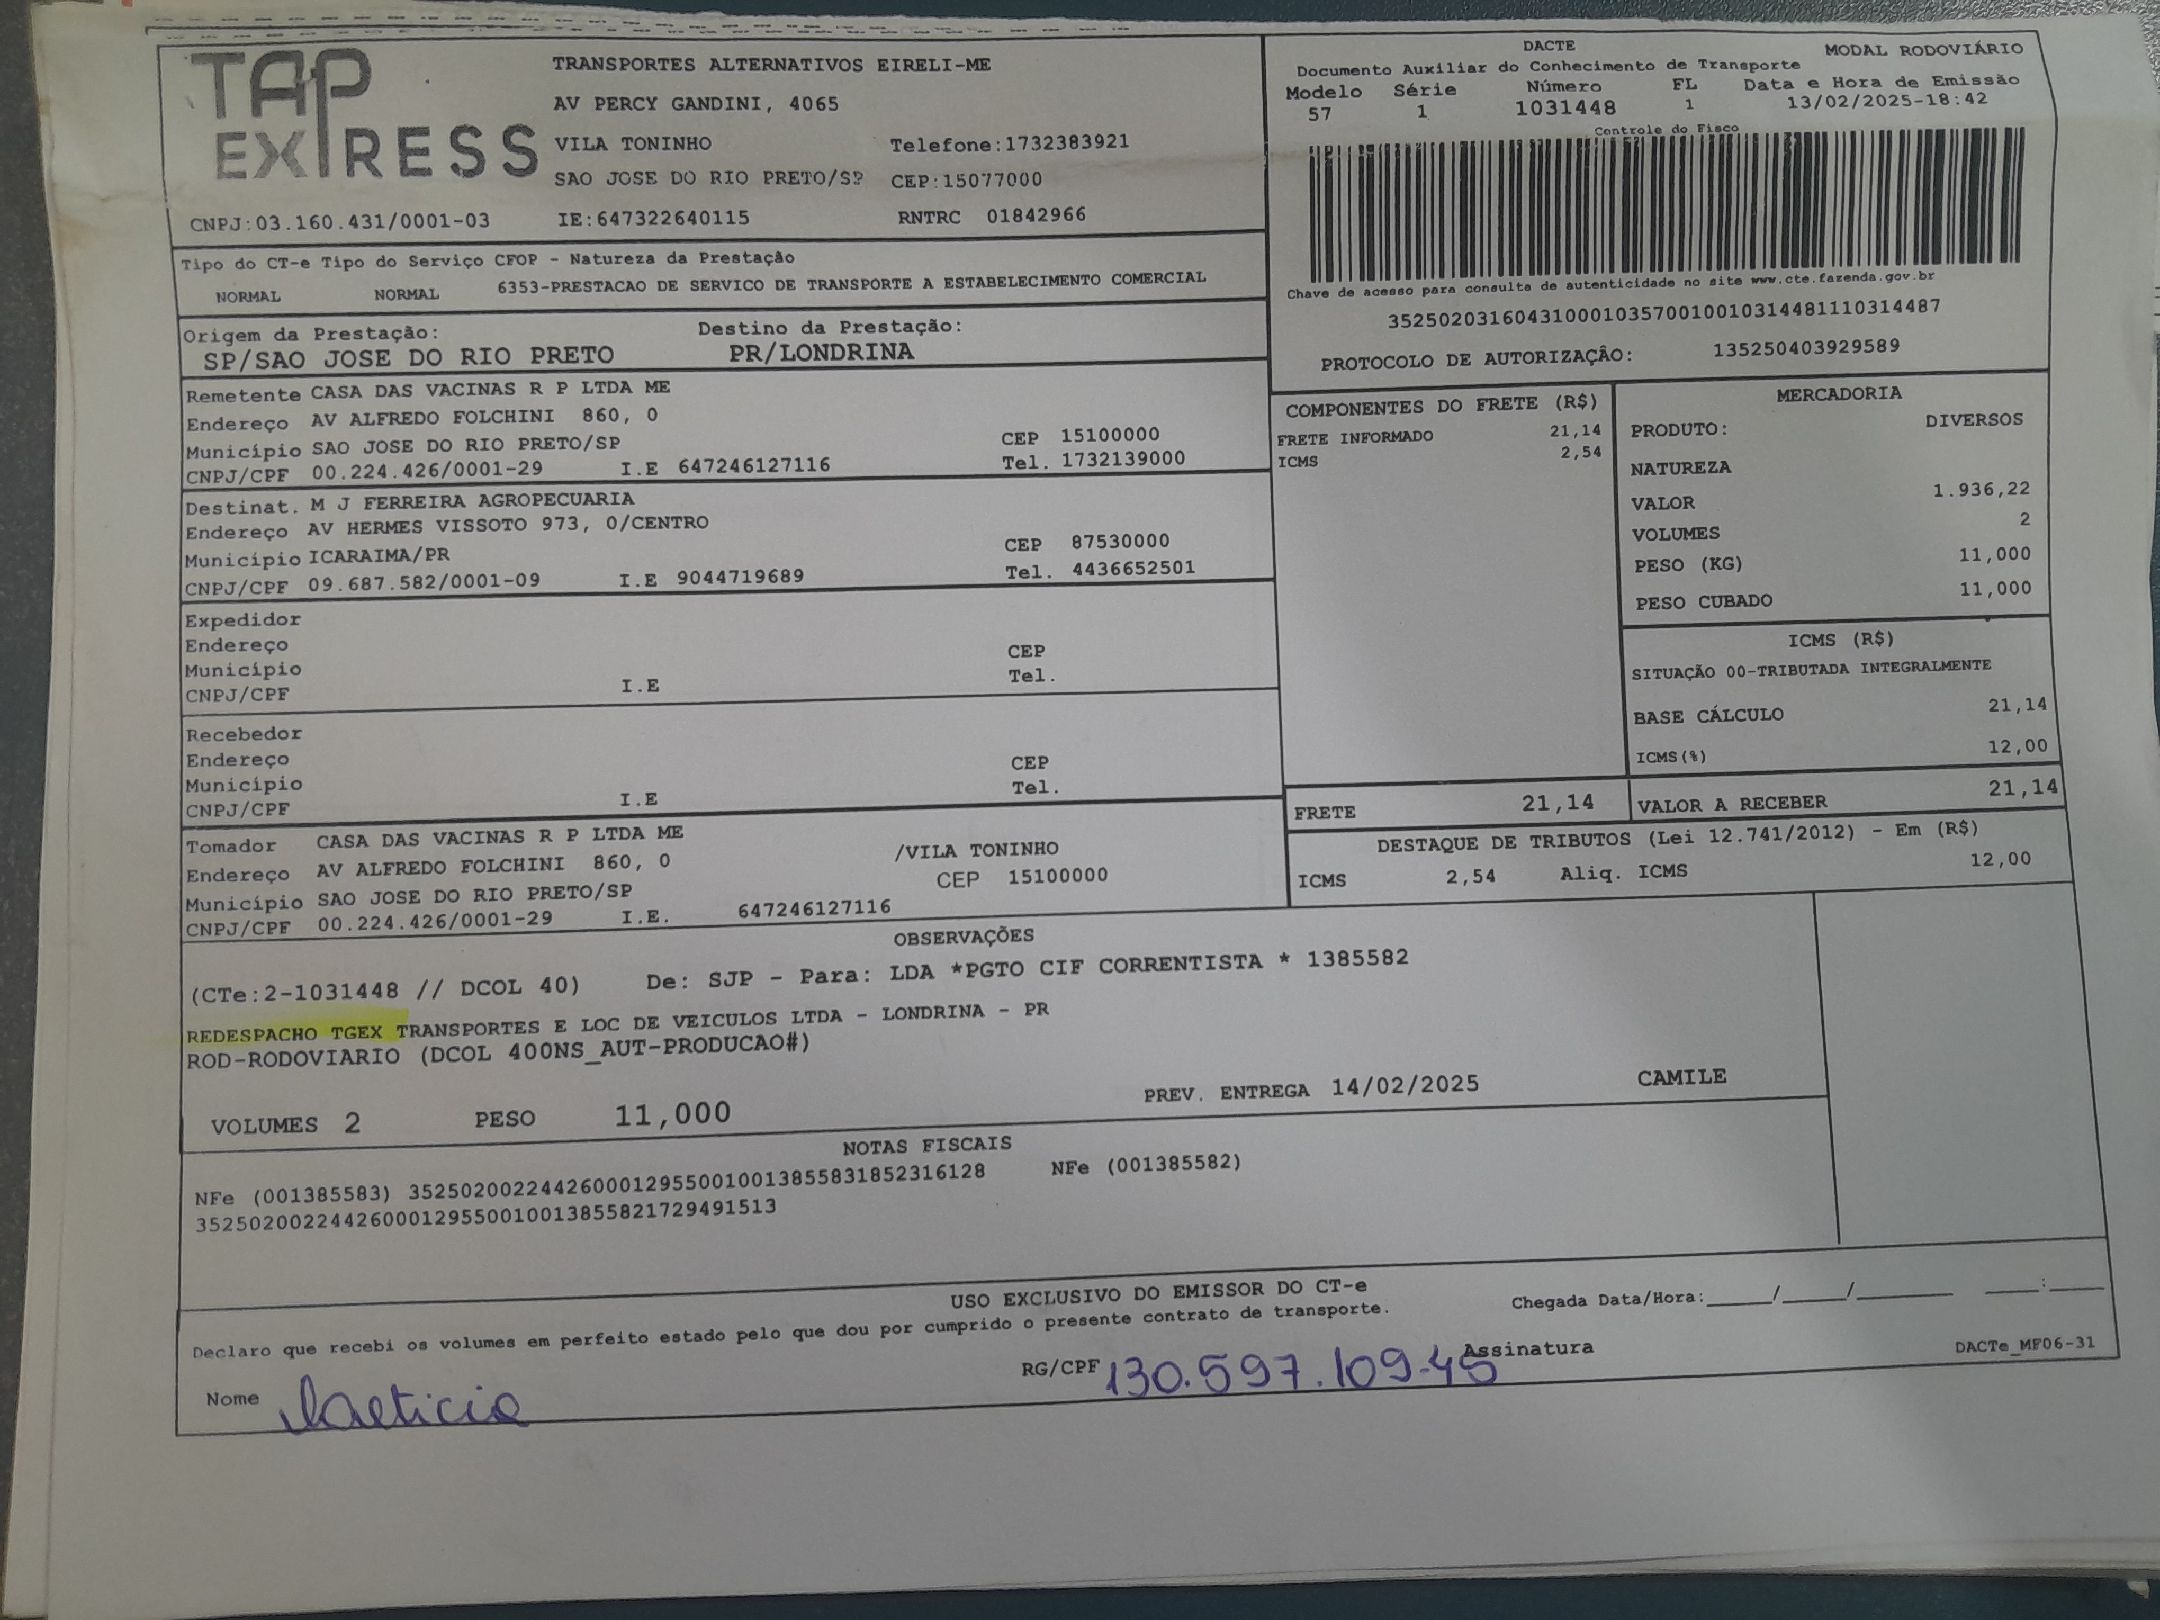 TAP EXPRESS
TRANSPORTES ALTERNATIVOS EIRELI-ME
AV PERCY GANDINI, 4065
VILA TONINHO Telefone:1732383921
SAO JOSE DO RIO PRETO/SP CEP:15077000
CNPJ:03.160.431/0001-03 IE:647322640115 RNTRC 01842966
DACTE MODAL RODOVIÁRIO
Documento Auxiliar do Conhecimento de Transporte
Modelo Série Número FL Data e Hora de Emissão
57 1 1031448 1 13/02/2025-18:42
Controle do Fisco
Chave de acesso para consulta de autenticidade no site www.cte.fazenda.gov.br
35250203160431000103570010010314481110314487
PROTOCOLO DE AUTORIZAÇÃO: 135250403929589
Tipo do CT-e Tipo do Serviço CFOP - Natureza da Prestação
NORMAL NORMAL 6353-PRESTACAO DE SERVICO DE TRANSPORTE A ESTABELECIMENTO COMERCIAL
Origem da Prestação: Destino da Prestação:
SP/SAO JOSE DO RIO PRETO PR/LONDRINA
Remetente CASA DAS VACINAS R P LTDA ME
Endereço AV ALFREDO FOLCHINI 860, 0
Município SAO JOSE DO RIO PRETO/SP CEP 15100000
CNPJ/CPF 00.224.426/0001-29 I.E 647246127116 Tel. 1732139000
Destinat. M J FERREIRA AGROPECUARIA
Endereço AV HERMES VISSOTO 973, 0/CENTRO
Município ICARAIMA/PR CEP 87530000
CNPJ/CPF 09.687.582/0001-09 I.E 9044719689 Tel. 4436652501
Expedidor
Endereço
Município CEP
CNPJ/CPF I.E Tel.
Recebedor
Endereço
Município CEP
CNPJ/CPF I.E Tel.
Tomador CASA DAS VACINAS R P LTDA ME
Endereço AV ALFREDO FOLCHINI 860, 0 /VILA TONINHO
Município SAO JOSE DO RIO PRETO/SP CEP 15100000
CNPJ/CPF 00.224.426/0001-29 I.E. 647246127116
COMPONENTES DO FRETE (R$)
FRETE INFORMADO 21,14
ICMS 2,54
MERCADORIA
PRODUTO: DIVERSOS
NATUREZA
VALOR 1.936,22
VOLUMES 2
PESO (KG) 11,000
PESO CUBADO 11,000
ICMS (R$)
SITUAÇÃO 00-TRIBUTADA INTEGRALMENTE
BASE CÁLCULO 21,14
ICMS(%) 12,00
FRETE 21,14 VALOR A RECEBER 21,14
DESTAQUE DE TRIBUTOS (Lei 12.741/2012) - Em (R$)
ICMS 2,54 Aliq. ICMS 12,00
OBSERVAÇÕES
(CTe:2-1031448 // DCOL 40) De: SJP - Para: LDA *PGTO CIF CORRENTISTA * 1385582
REDESPACHO TGEX TRANSPORTES E LOC DE VEICULOS LTDA - LONDRINA - PR
ROD-RODOVIARIO (DCOL 400NS_AUT-PRODUCAO#)
VOLUMES 2 PESO 11,000 PREV. ENTREGA 14/02/2025 CAMILE
NOTAS FISCAIS
NFe (001385583) 35250200224426000129550010013855831852316128 NFe (001385582)
35250200224426000129550010013855821729491513
USO EXCLUSIVO DO EMISSOR DO CT-e
Declaro que recebi os volumes em perfeito estado pelo que dou por cumprido o presente contrato de transporte. Chegada Data/Hora:____/____/______ ___:___
Nome Laeticia RG/CPF 130.597.109-45 Assinatura DACTe_MF06-31